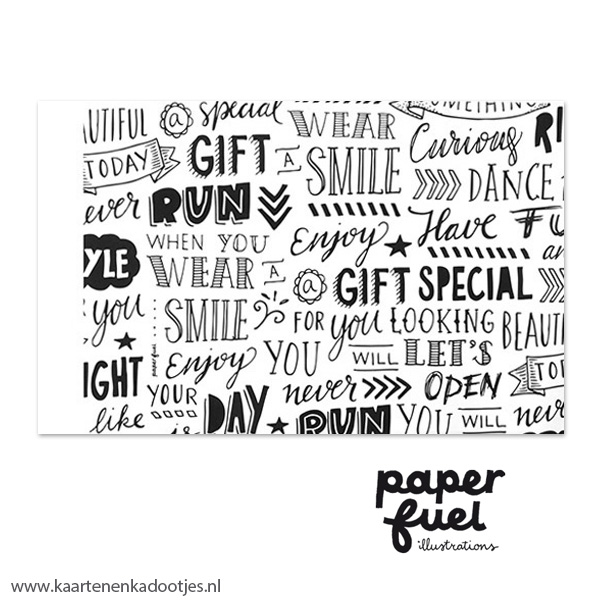 SOMETHING
AUTIFUL a special WEAR Curious RI
TODAY GIFT A SMILE DANCE
ever RUN Enjoy Have FU
YLE WHEN YOU WEAR A a GIFT SPECIAL an
you SMILE FOR you LOOKING BEAUTI
paperfuel
Enjoy YOU WILL LET'S TO
IGHT YOUR never OPEN
like is DAY RUN YOU WILL never
paper
fuel
illustrations
www.kaartenenkadootjes.nl